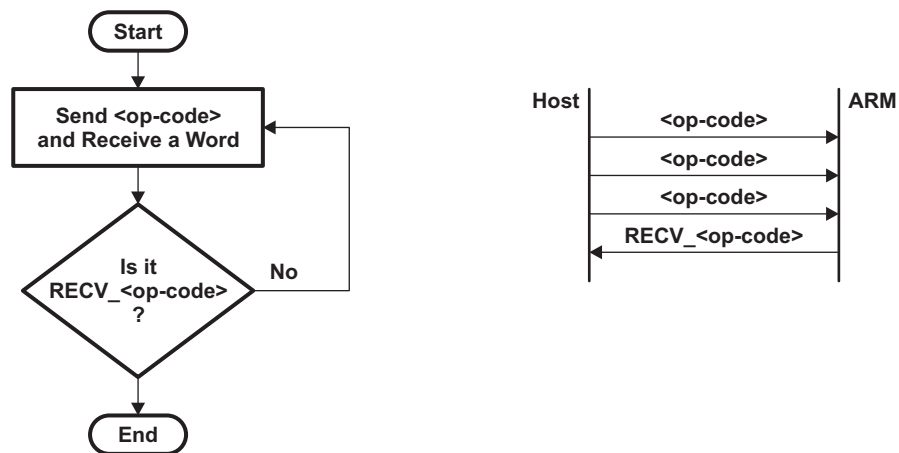 Start
Send <op-code>
and Receive a Word
Is it
RECV_<op-code>
?
No
End
Host
ARM
<op-code>
<op-code>
<op-code>
RECV_<op-code>